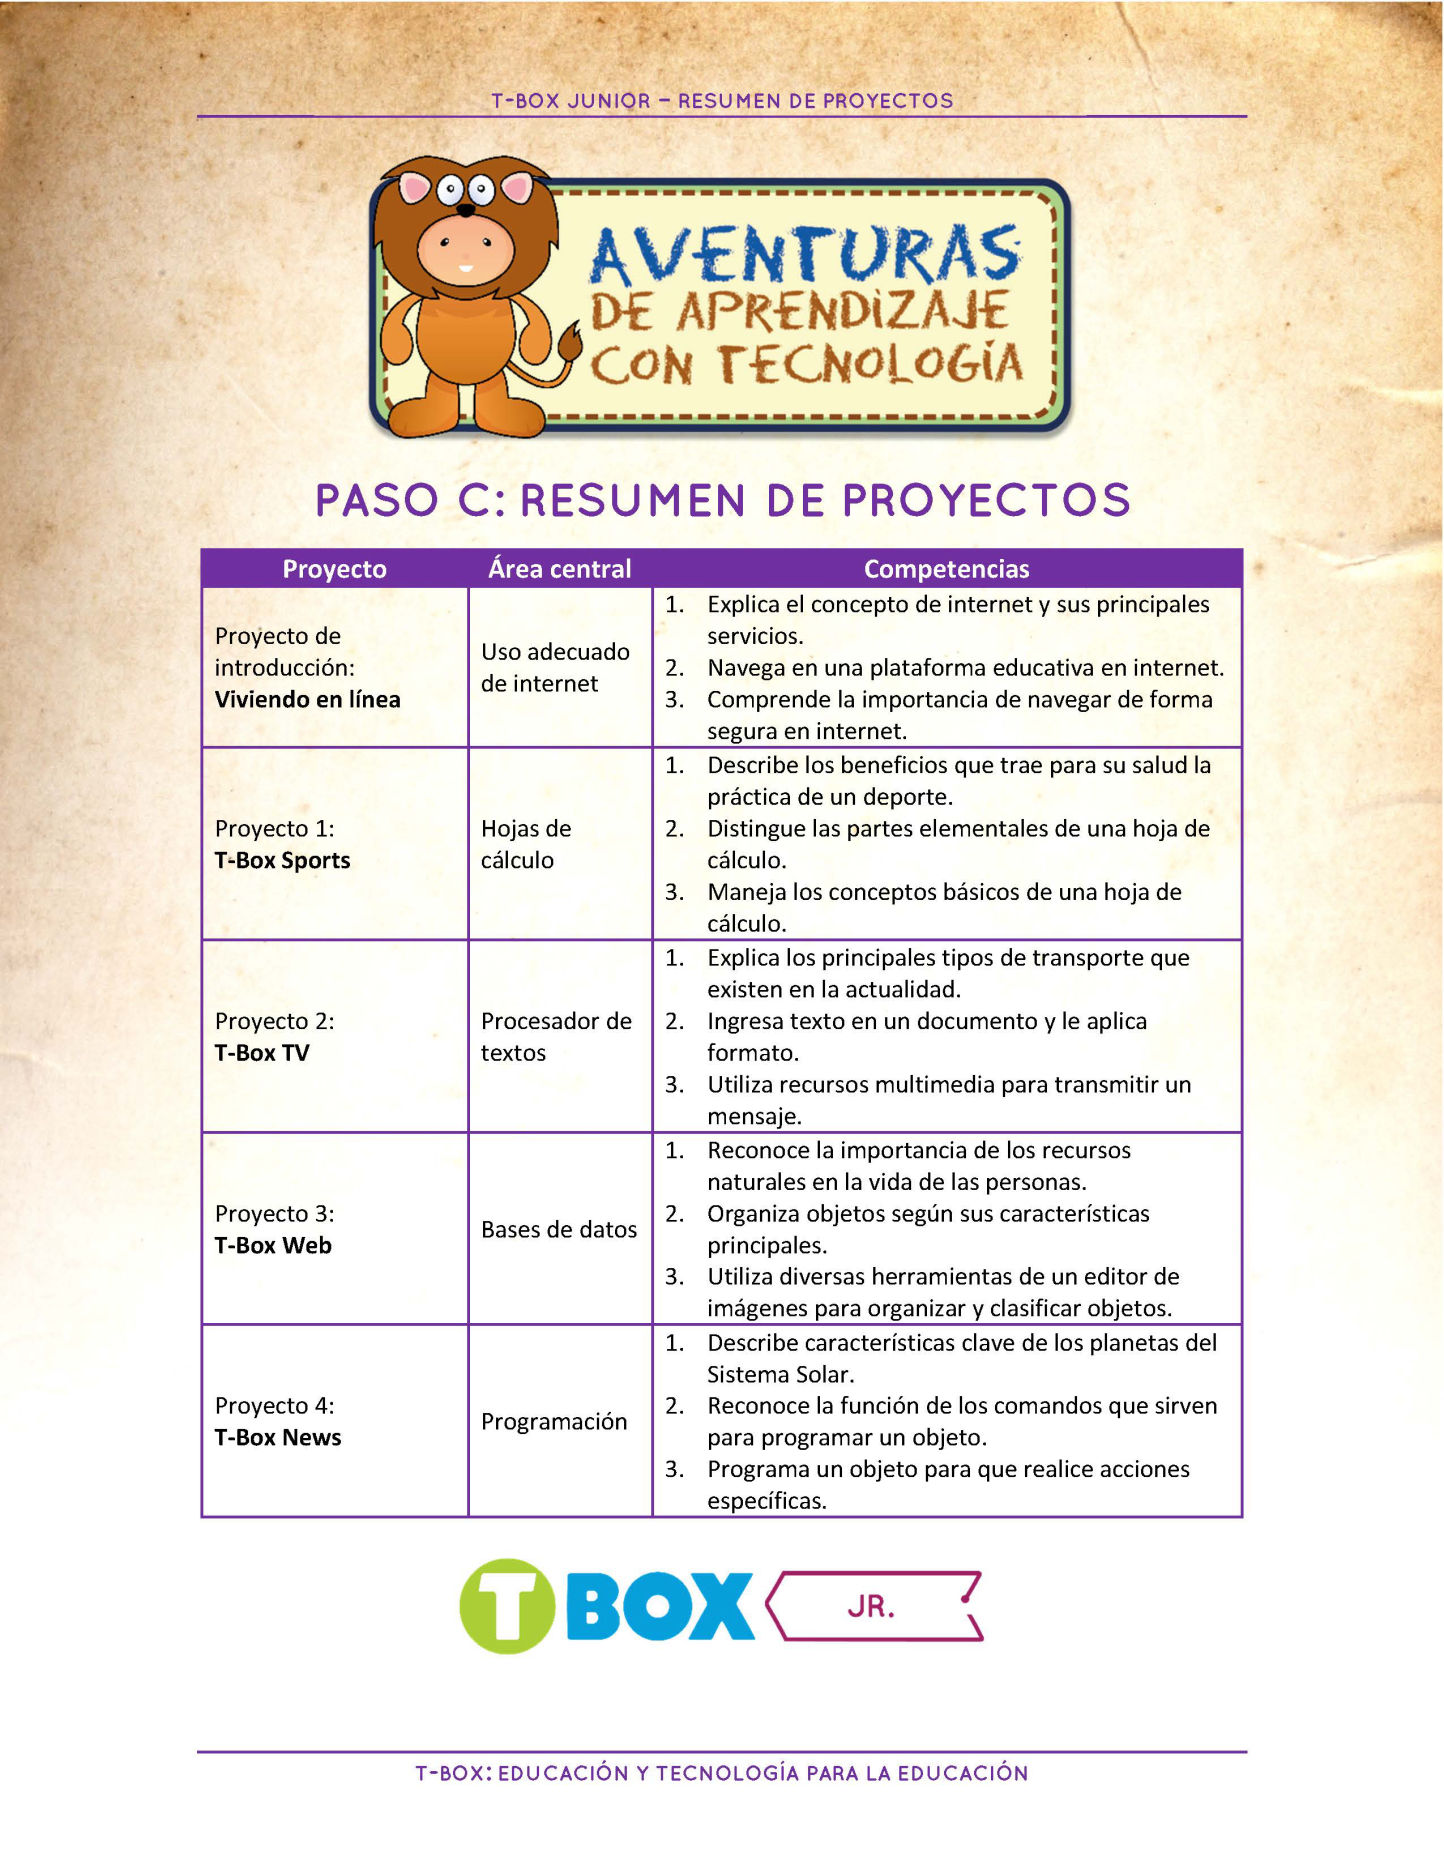 T-BOX JUNIOR – RESUMEN DE PROYECTOS
AVENTURAS
DE APRENDIZAJE
CON TECNOLOGÍA
PASO C: RESUMEN DE PROYECTOS
Proyecto Área central Competencias
Proyecto de
introducción:
Viviendo en línea
Uso adecuado
de internet
1. Explica el concepto de internet y sus principales
servicios.
2. Navega en una plataforma educativa en internet.
3. Comprende la importancia de navegar de forma
segura en internet.
Proyecto 1:
T-Box Sports
Hojas de
cálculo
1. Describe los beneficios que trae para su salud la
práctica de un deporte.
2. Distingue las partes elementales de una hoja de
cálculo.
3. Maneja los conceptos básicos de una hoja de
cálculo.
Proyecto 2:
T-Box TV
Procesador de
textos
1. Explica los principales tipos de transporte que
existen en la actualidad.
2. Ingresa texto en un documento y le aplica
formato.
3. Utiliza recursos multimedia para transmitir un
mensaje.
Proyecto 3:
T-Box Web
Bases de datos
1. Reconoce la importancia de los recursos
naturales en la vida de las personas.
2. Organiza objetos según sus características
principales.
3. Utiliza diversas herramientas de un editor de
imágenes para organizar y clasificar objetos.
Proyecto 4:
T-Box News
Programación
1. Describe características clave de los planetas del
Sistema Solar.
2. Reconoce la función de los comandos que sirven
para programar un objeto.
3. Programa un objeto para que realice acciones
específicas.
T BOX JR.
T-BOX: EDUCACIÓN Y TECNOLOGÍA PARA LA EDUCACIÓN